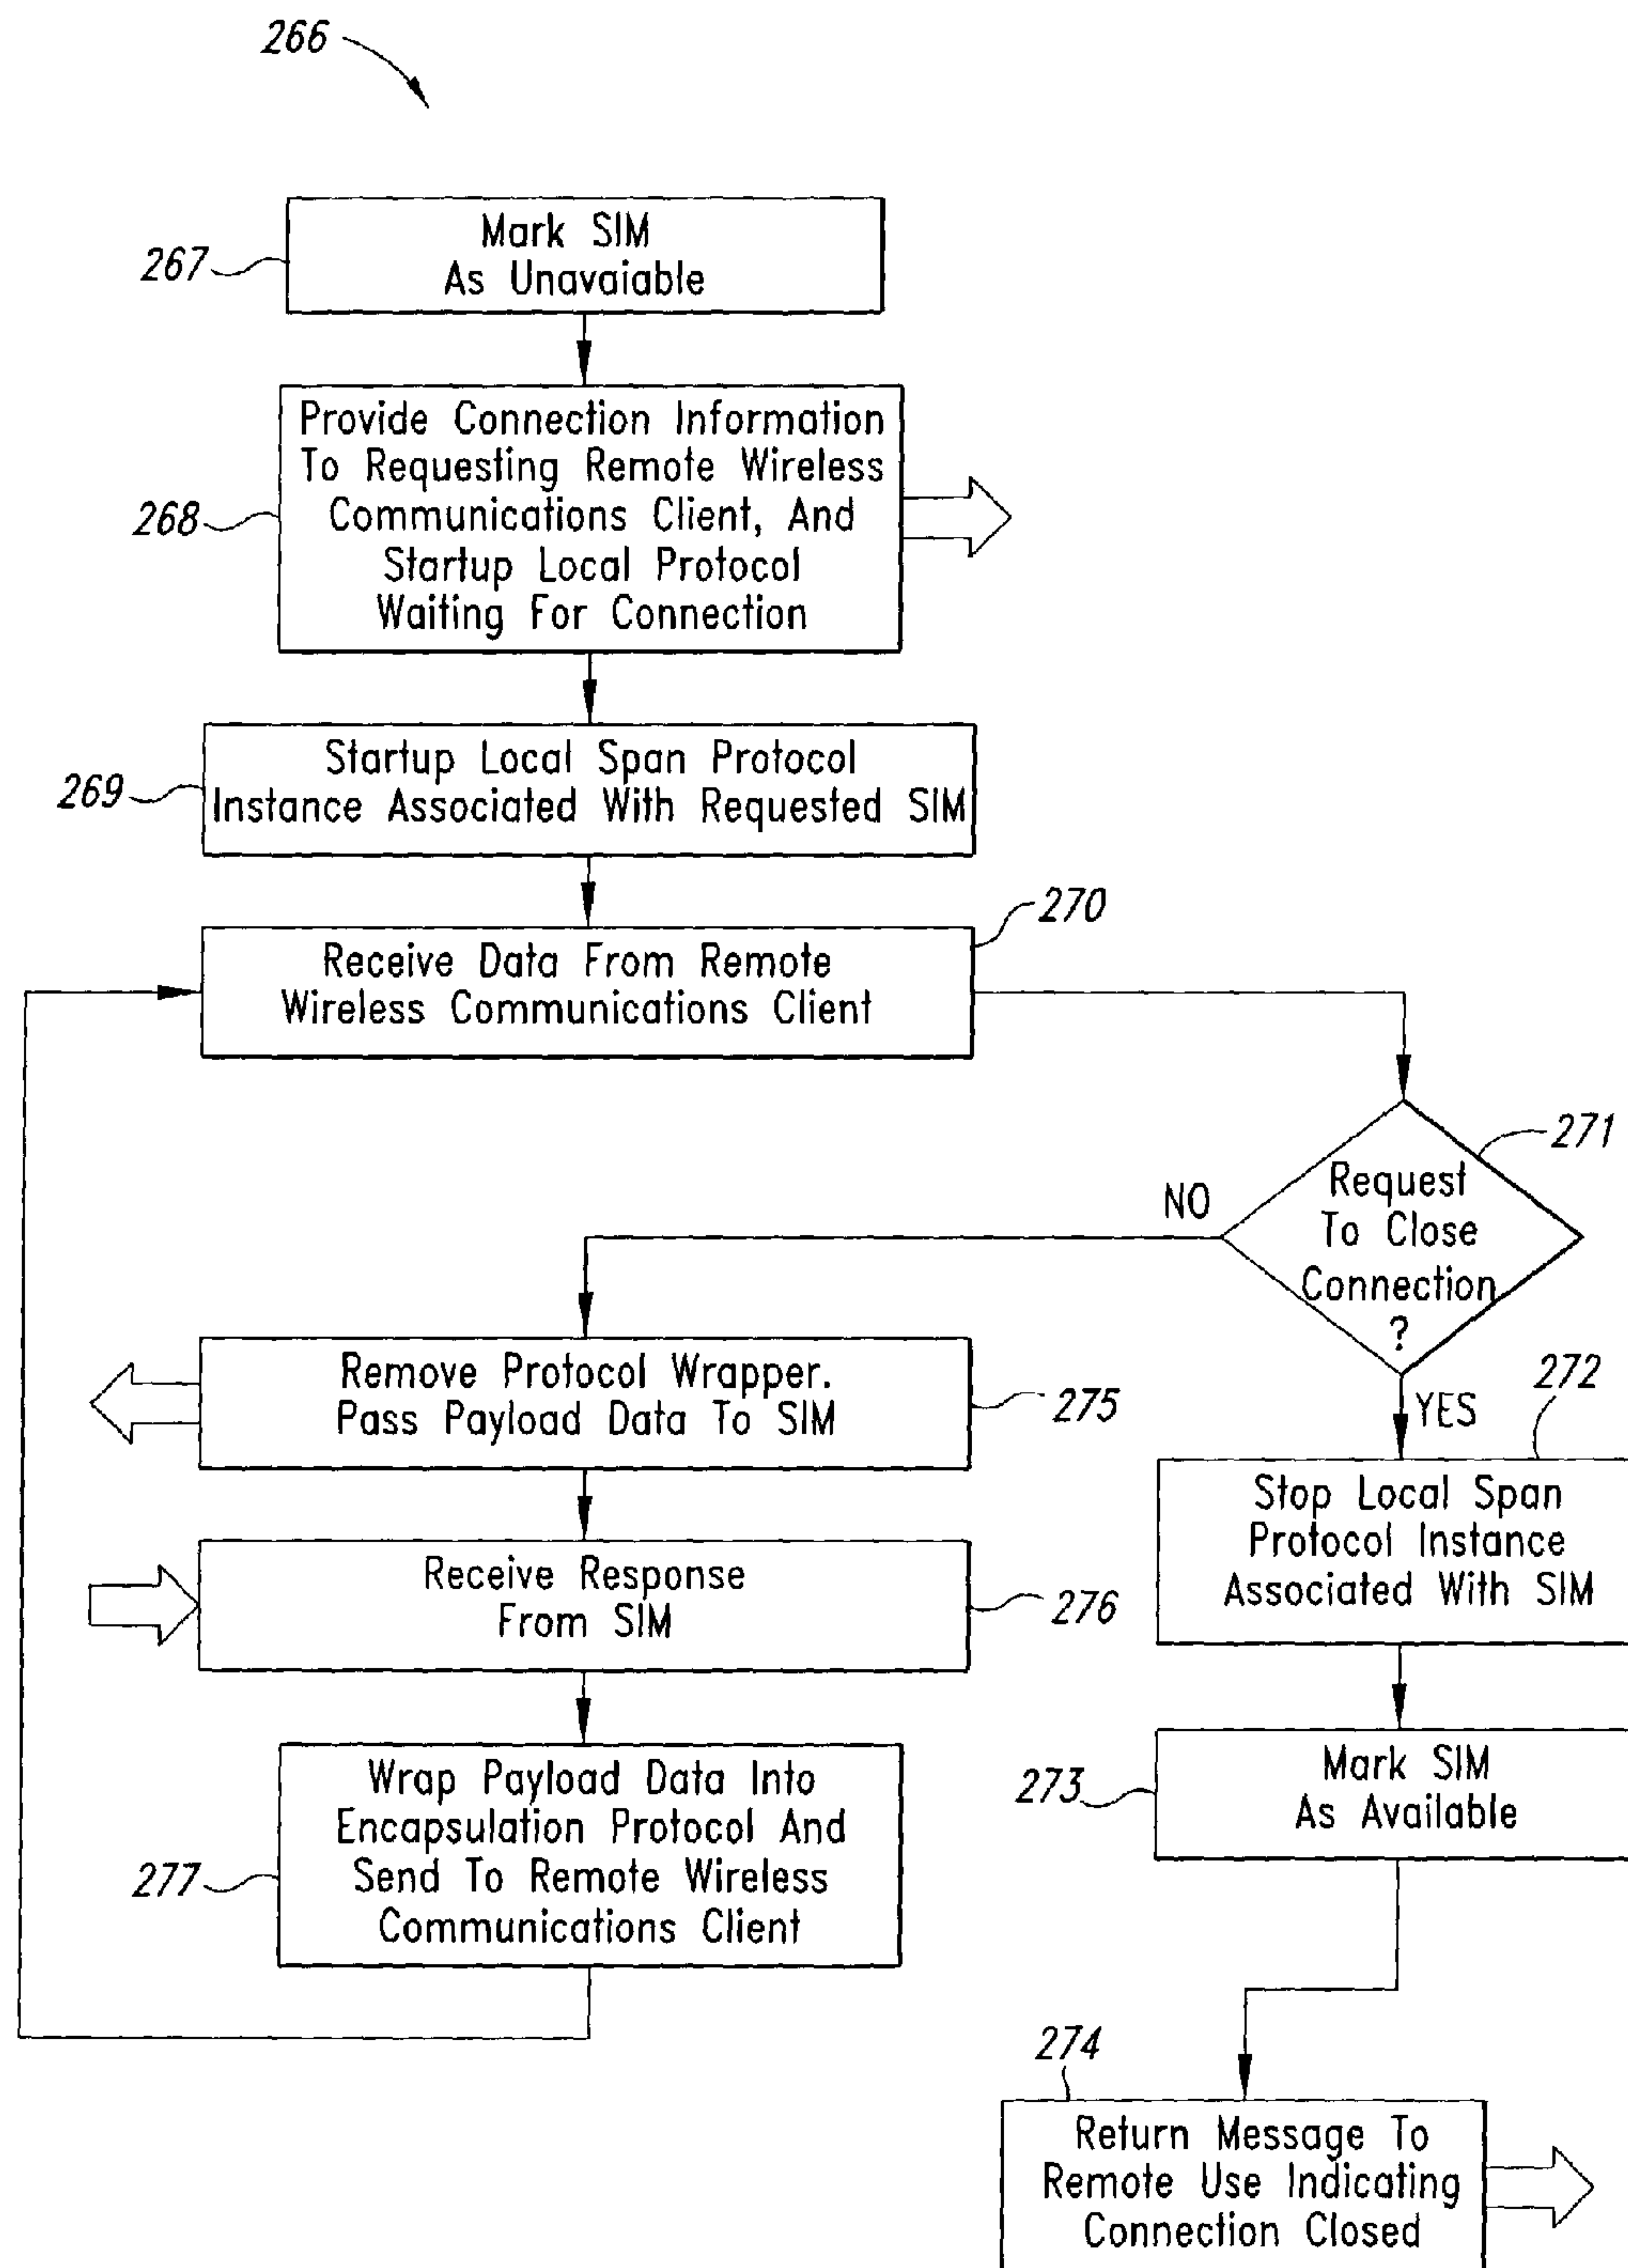 266
267
Mark SIM
As Unavaiable
268
Provide Connection Information
To Requesting Remote Wireless
Communications Client, And
Startup Local Protocol
Waiting For Connection
269
Startup Local Span Protocol
Instance Associated With Requested SIM
270
Receive Data From Remote
Wireless Communications Client
271
Request
To Close
Connection
?
NO
YES
275
Remove Protocol Wrapper.
Pass Payload Data To SIM
272
Stop Local Span
Protocol Instance
Associated With SIM
276
Receive Response
From SIM
273
Mark SIM
As Available
277
Wrap Payload Data Into
Encapsulation Protocol And
Send To Remote Wireless
Communications Client
274
Return Message To
Remote Use Indicating
Connection Closed